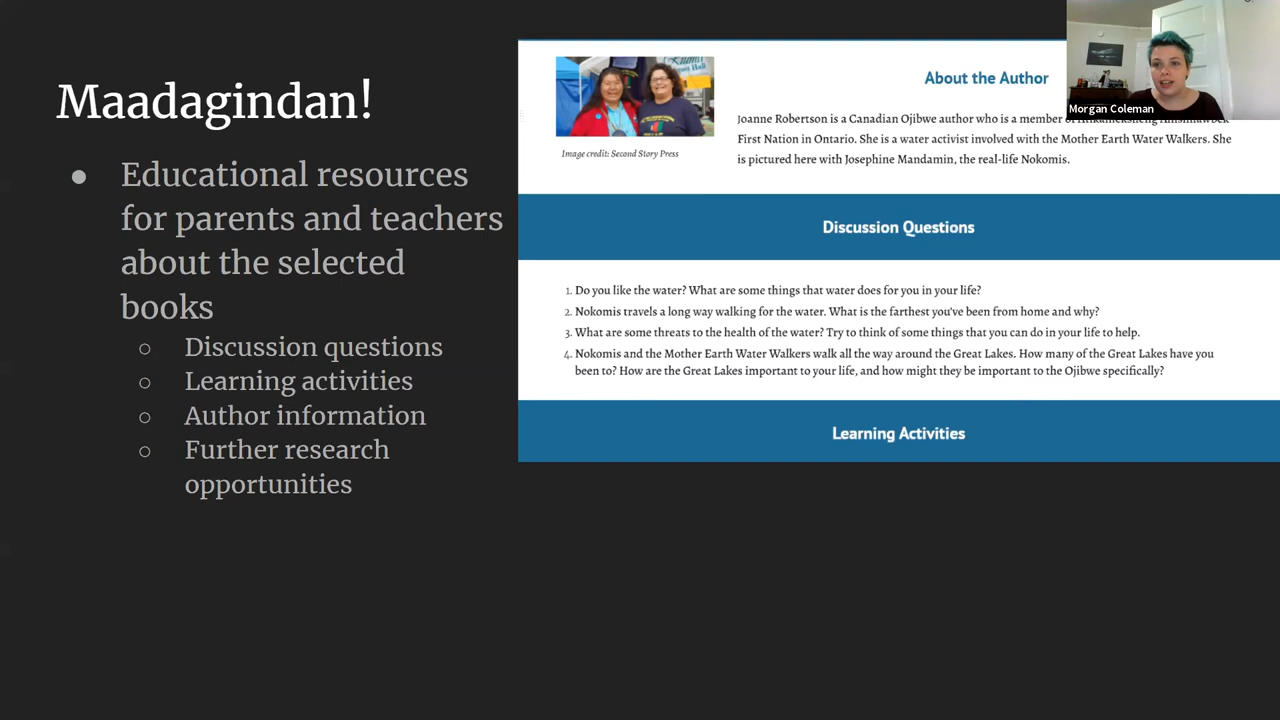 Maadagindan!
● Educational resources
for parents and teachers
about the selected
books
○ Discussion questions
○ Learning activities
○ Author information
○ Further research
opportunities
Image credit: Second Story Press
About the Author
Joanne Robertson is a Canadian Ojibwe author who is a member of
First Nation in Ontario. She is a water activist involved with the Mother Earth Water Walkers. She
is pictured here with Josephine Mandamin, the real-life Nokomis.
Discussion Questions
1. Do you like the water? What are some things that water does for you in your life?
2. Nokomis travels a long way walking for the water. What is the farthest you've been from home and why?
3. What are some threats to the health of the water? Try to think of some things that you can do in your life to help.
4. Nokomis and the Mother Earth Water Walkers walk all the way around the Great Lakes. How many of the Great Lakes have you
been to? How are the Great Lakes important to your life, and how might they be important to the Ojibwe specifically?
Learning Activities
Morgan Coleman